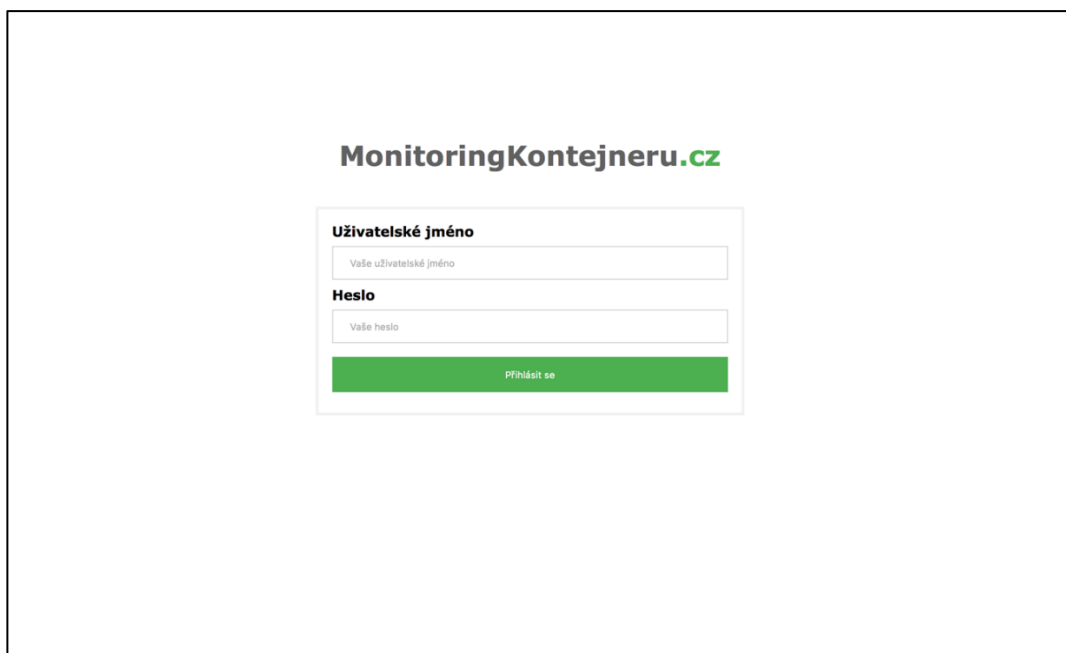 MonitoringKontejneru.cz
Uživatelské jméno
Vaše uživatelské jméno
Heslo
Vaše heslo
Přihlásit se